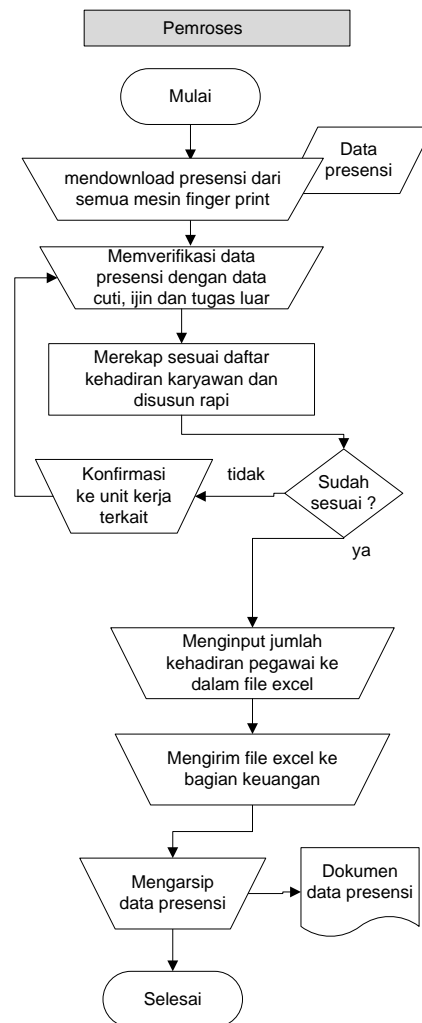 Pemroses
Mulai
Data
presensi
mendownload presensi dari
semua mesin finger print
Memverifikasi data
presensi dengan data
cuti, ijin dan tugas luar
Merekap sesuai daftar
kehadiran karyawan dan
disusun rapi
Konfirmasi
ke unit kerja
terkait
tidak
Sudah
sesuai ?
ya
Menginput jumlah
kehadiran pegawai ke
dalam file excel
Mengirim file excel ke
bagian keuangan
Mengarsip
data presensi
Dokumen
data presensi
Selesai